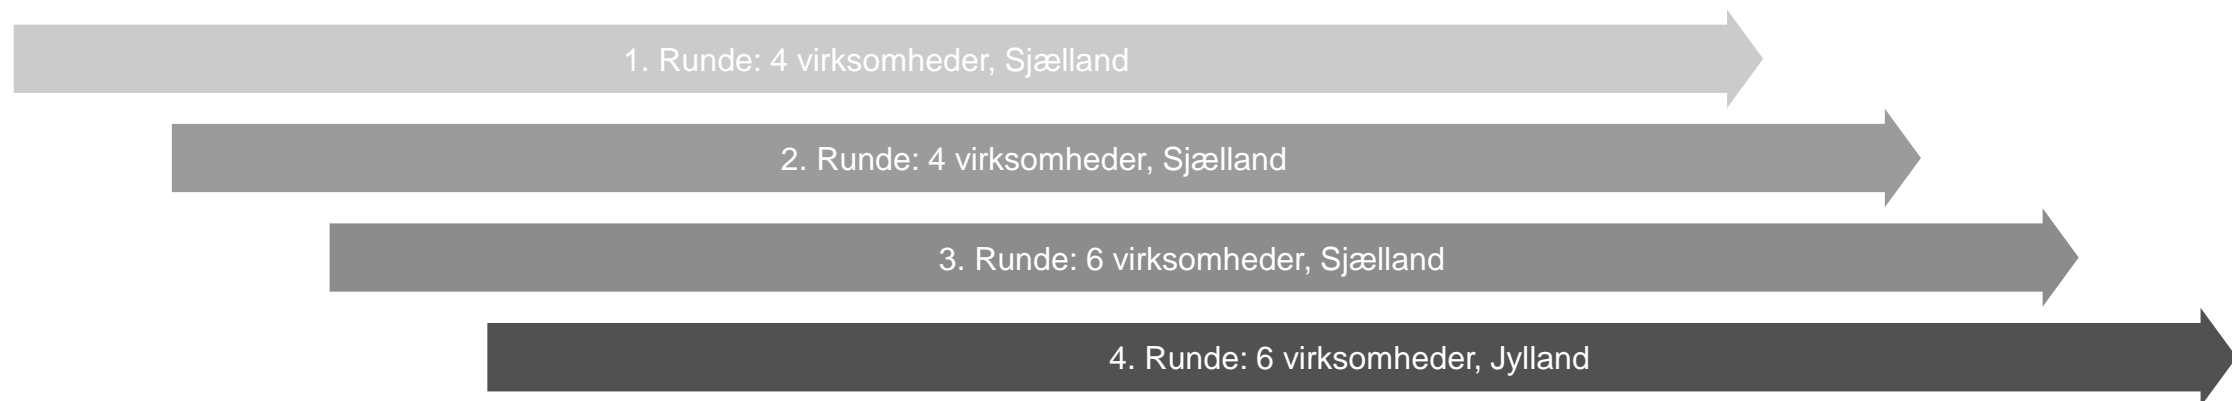 1. Runde: 4 virksomheder, Sjælland
2. Runde: 4 virksomheder, Sjælland
3. Runde: 6 virksomheder, Sjælland
4. Runde: 6 virksomheder, Jylland